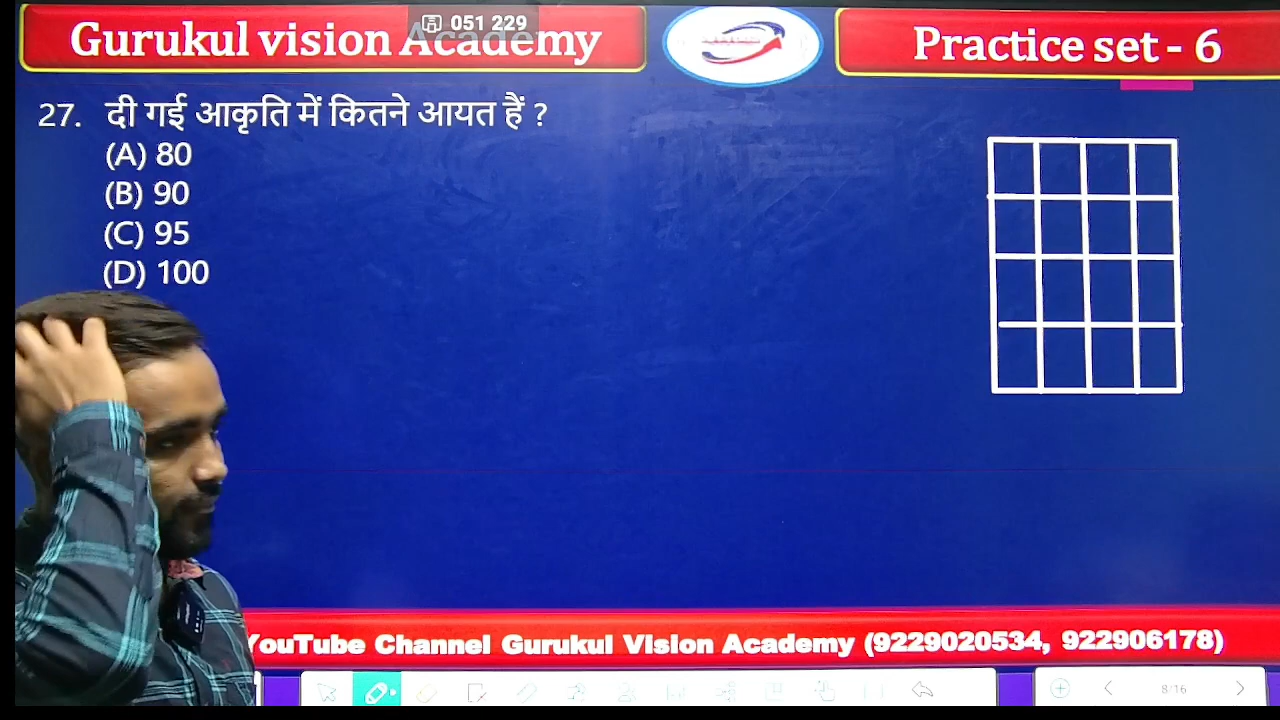 051 229
Gurukul vision Academy
Practice set - 6
27. दी गई आकृति में कितने आयत हैं ?
(A) 80
(B) 90
(C) 95
(D) 100
YouTube Channel Gurukul Vision Academy (9229020534, 922906178)
8/16